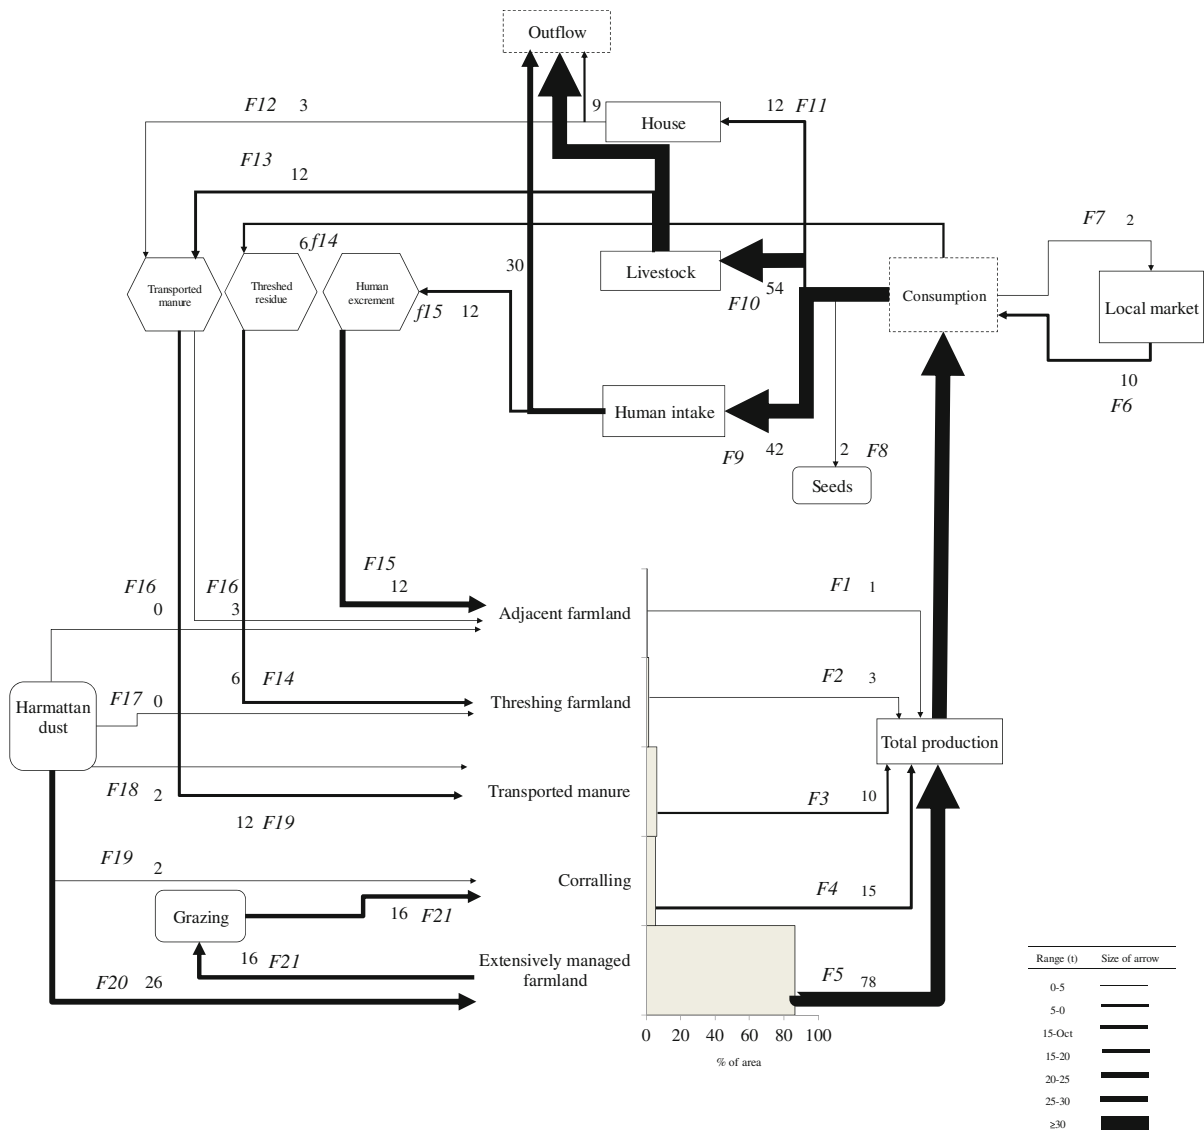 Outflow
F12 3
9
House
12 F11
F13
12
F7 2
6 f14
Transported
manure
Threshed
residue
Human
excrement
30
Livestock
54
F10
Consumption
Local market
f15 12
10
F6
Human intake
F9 42
2 F8
Seeds
F15
12
F16
0
F16
3
Adjacent farmland
F1 1
6 F14
Threshing farmland
F2 3
Harmattan
dust
F17 0
Total production
F18 2
Transported manure
F3 10
12 F19
F19 2
Corralling
F4 15
Grazing
16 F21
16 F21
Extensively managed
farmland
F5 78
F20 26
0 20 40 60 80 100
% of area
Range (t) Size of arrow
0-5
5-0
15-Oct
15-20
20-25
25-30
≥30